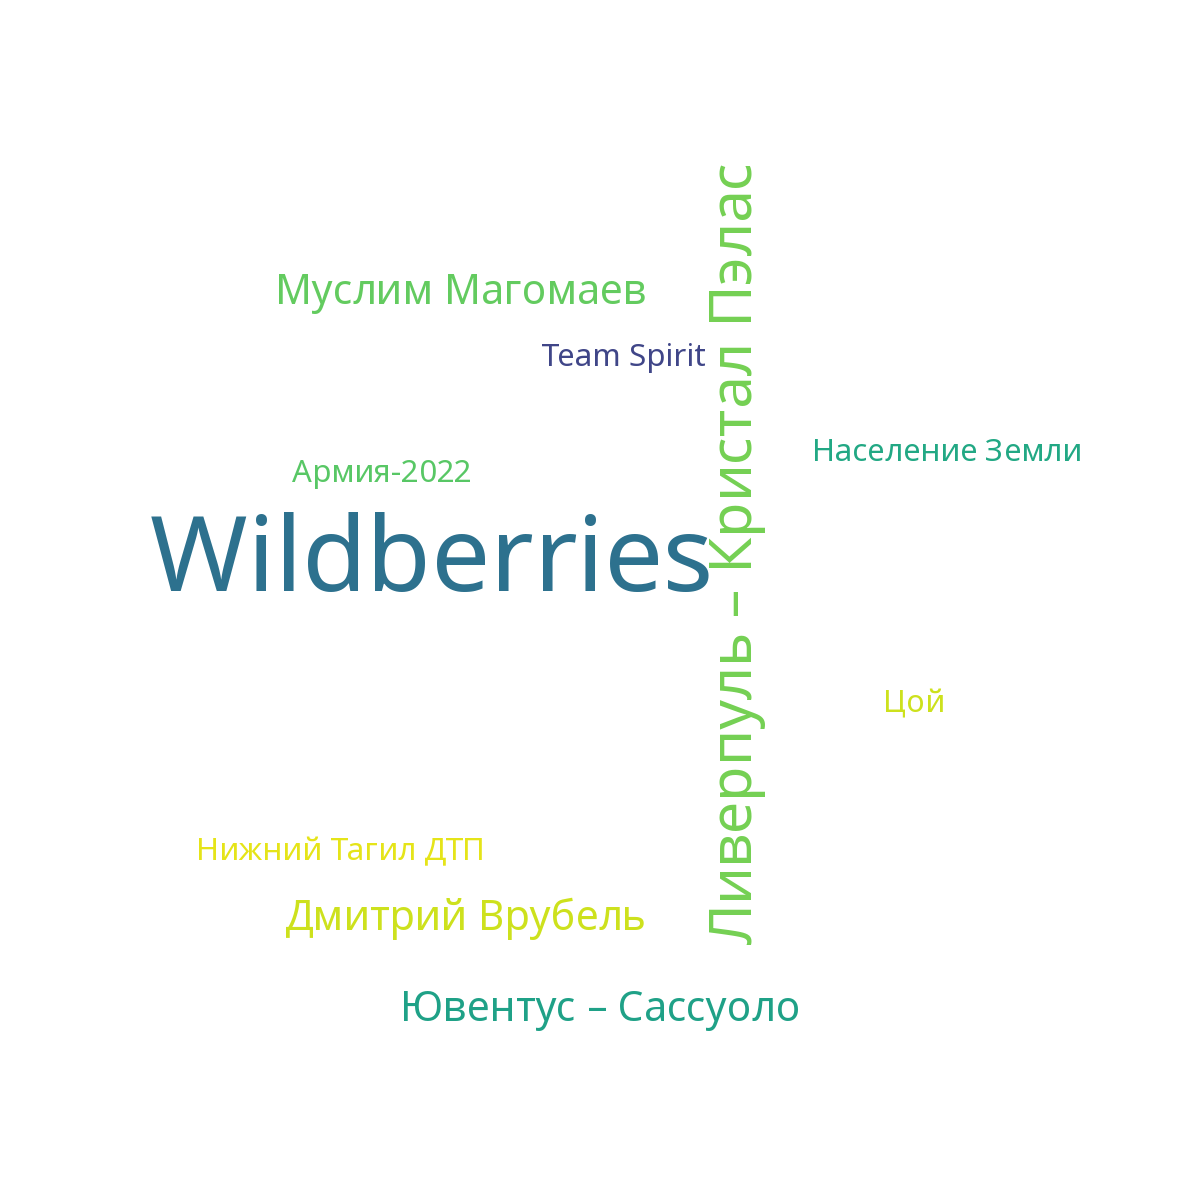 Муслим Магомаев
Team Spirit
Ливерпуль – Кристал Пэлас
Население Земли
Армия-2022
Wildberries
Цой
Нижний Тагил ДТП
Дмитрий Врубель
Ювентус – Сассуоло